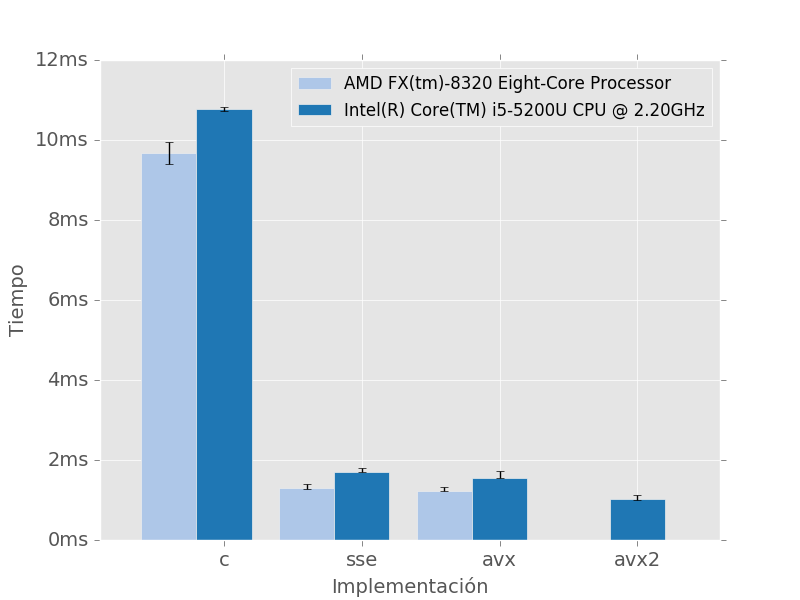 12ms
10ms
8ms
6ms
4ms
2ms
0ms
Tiempo
AMD FX(tm)-8320 Eight-Core Processor
Intel(R) Core(TM) i5-5200U CPU @ 2.20GHz
c
sse
avx
avx2
Implementación